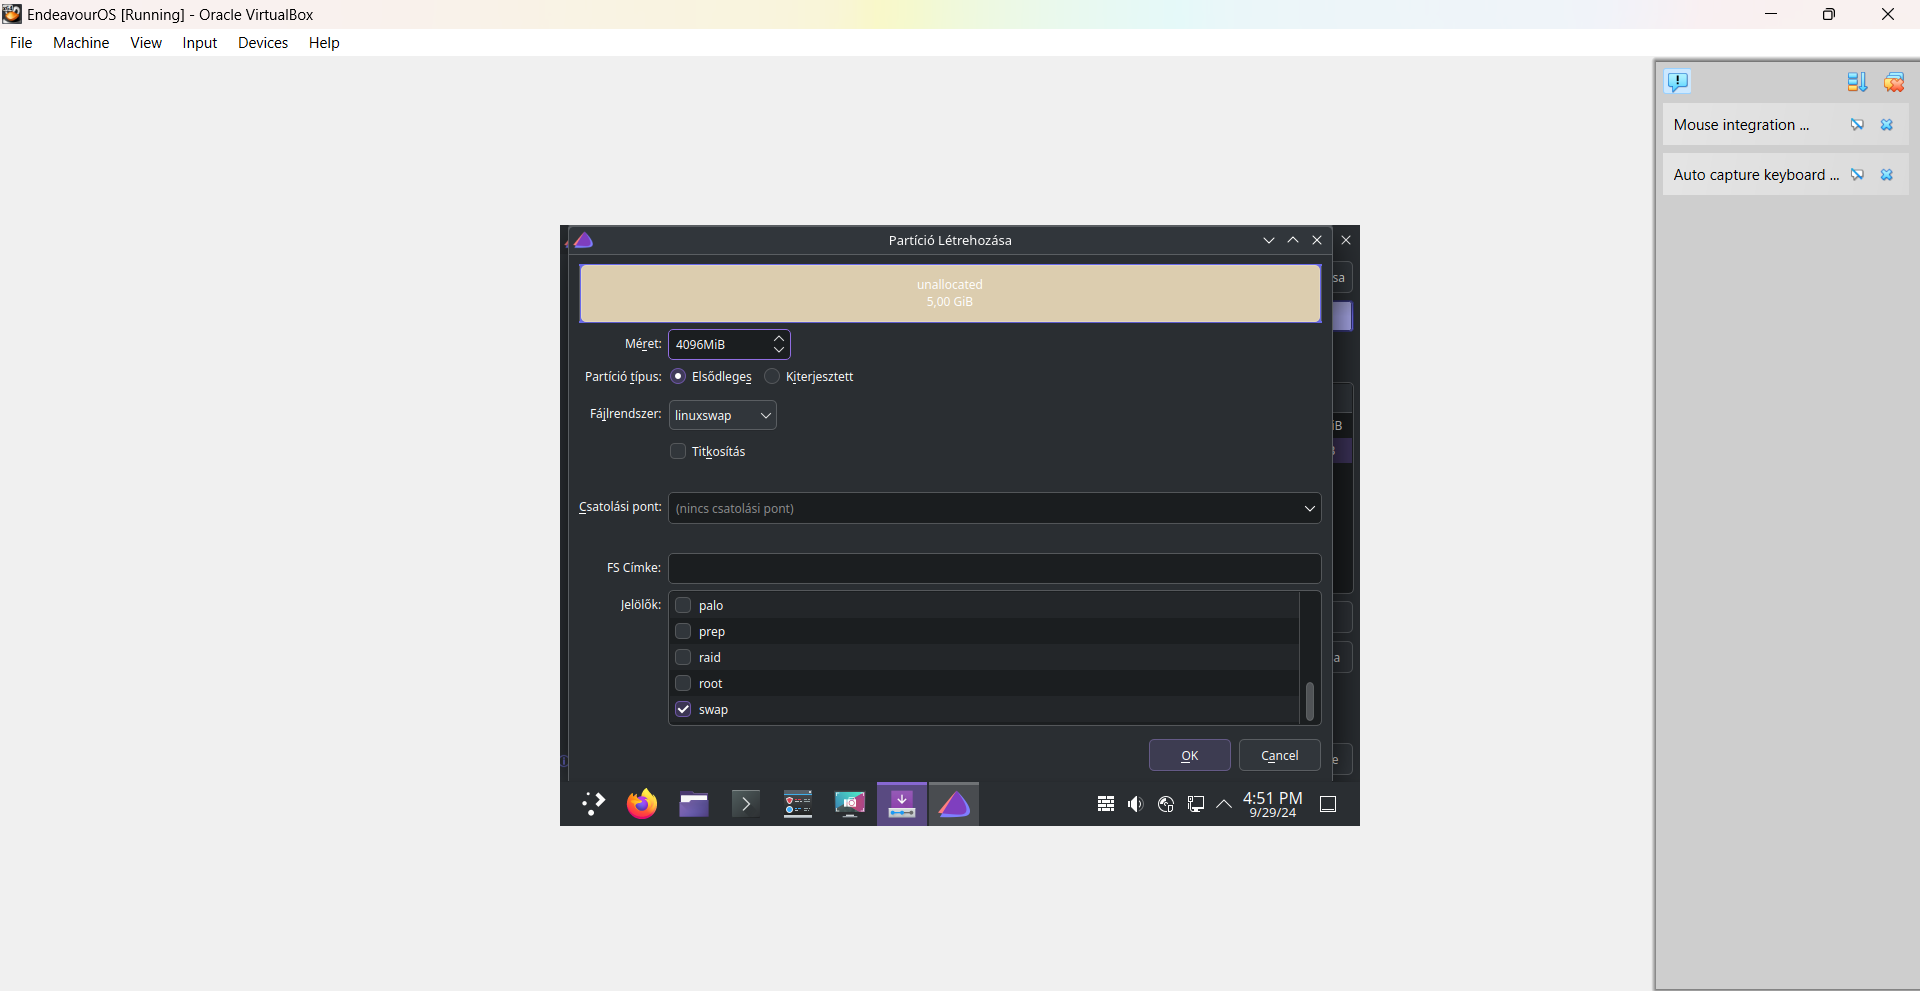 EndeavourOS [Running] - Oracle VirtualBox
File Machine View Input Devices Help
Mouse integration ...
Auto capture keyboard ...
Partíció Létrehozása
sa
unallocated
5,00 GiB
Méret: 4096MiB
Partíció típus: Elsődleges Kiterjesztett
Fájlrendszer: linuxswap
iB
Titkosítás
Csatolási pont: (nincs csatolási pont)
FS Címke:
Jelölők: palo
prep
raid
a
root
swap
OK Cancel
e
4:51 PM
9/29/24